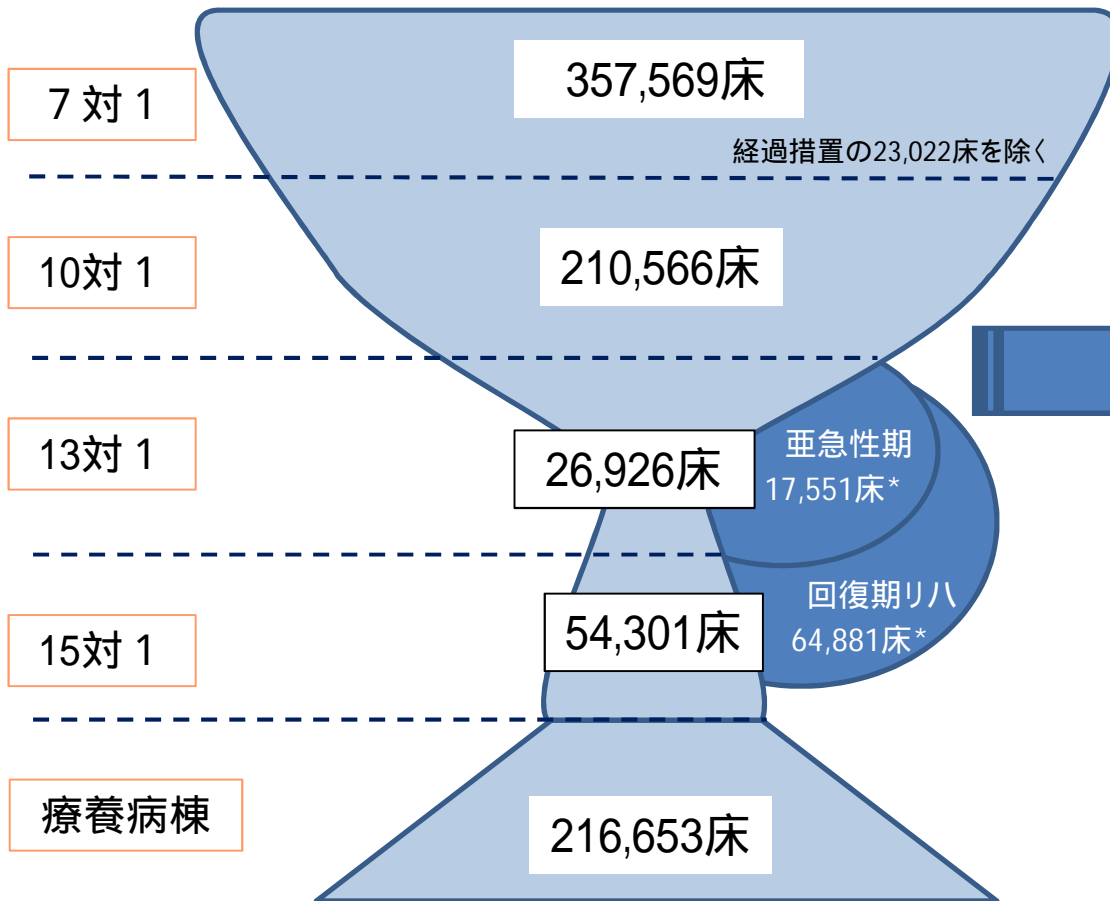 7対1
357,569床
経過措置の23,022床を除く
10対1
210,566床
13対1
26,926床
亜急性期
17,551床*
15対1
54,301床
回復期リハ
64,881床*
療養病棟
216,653床